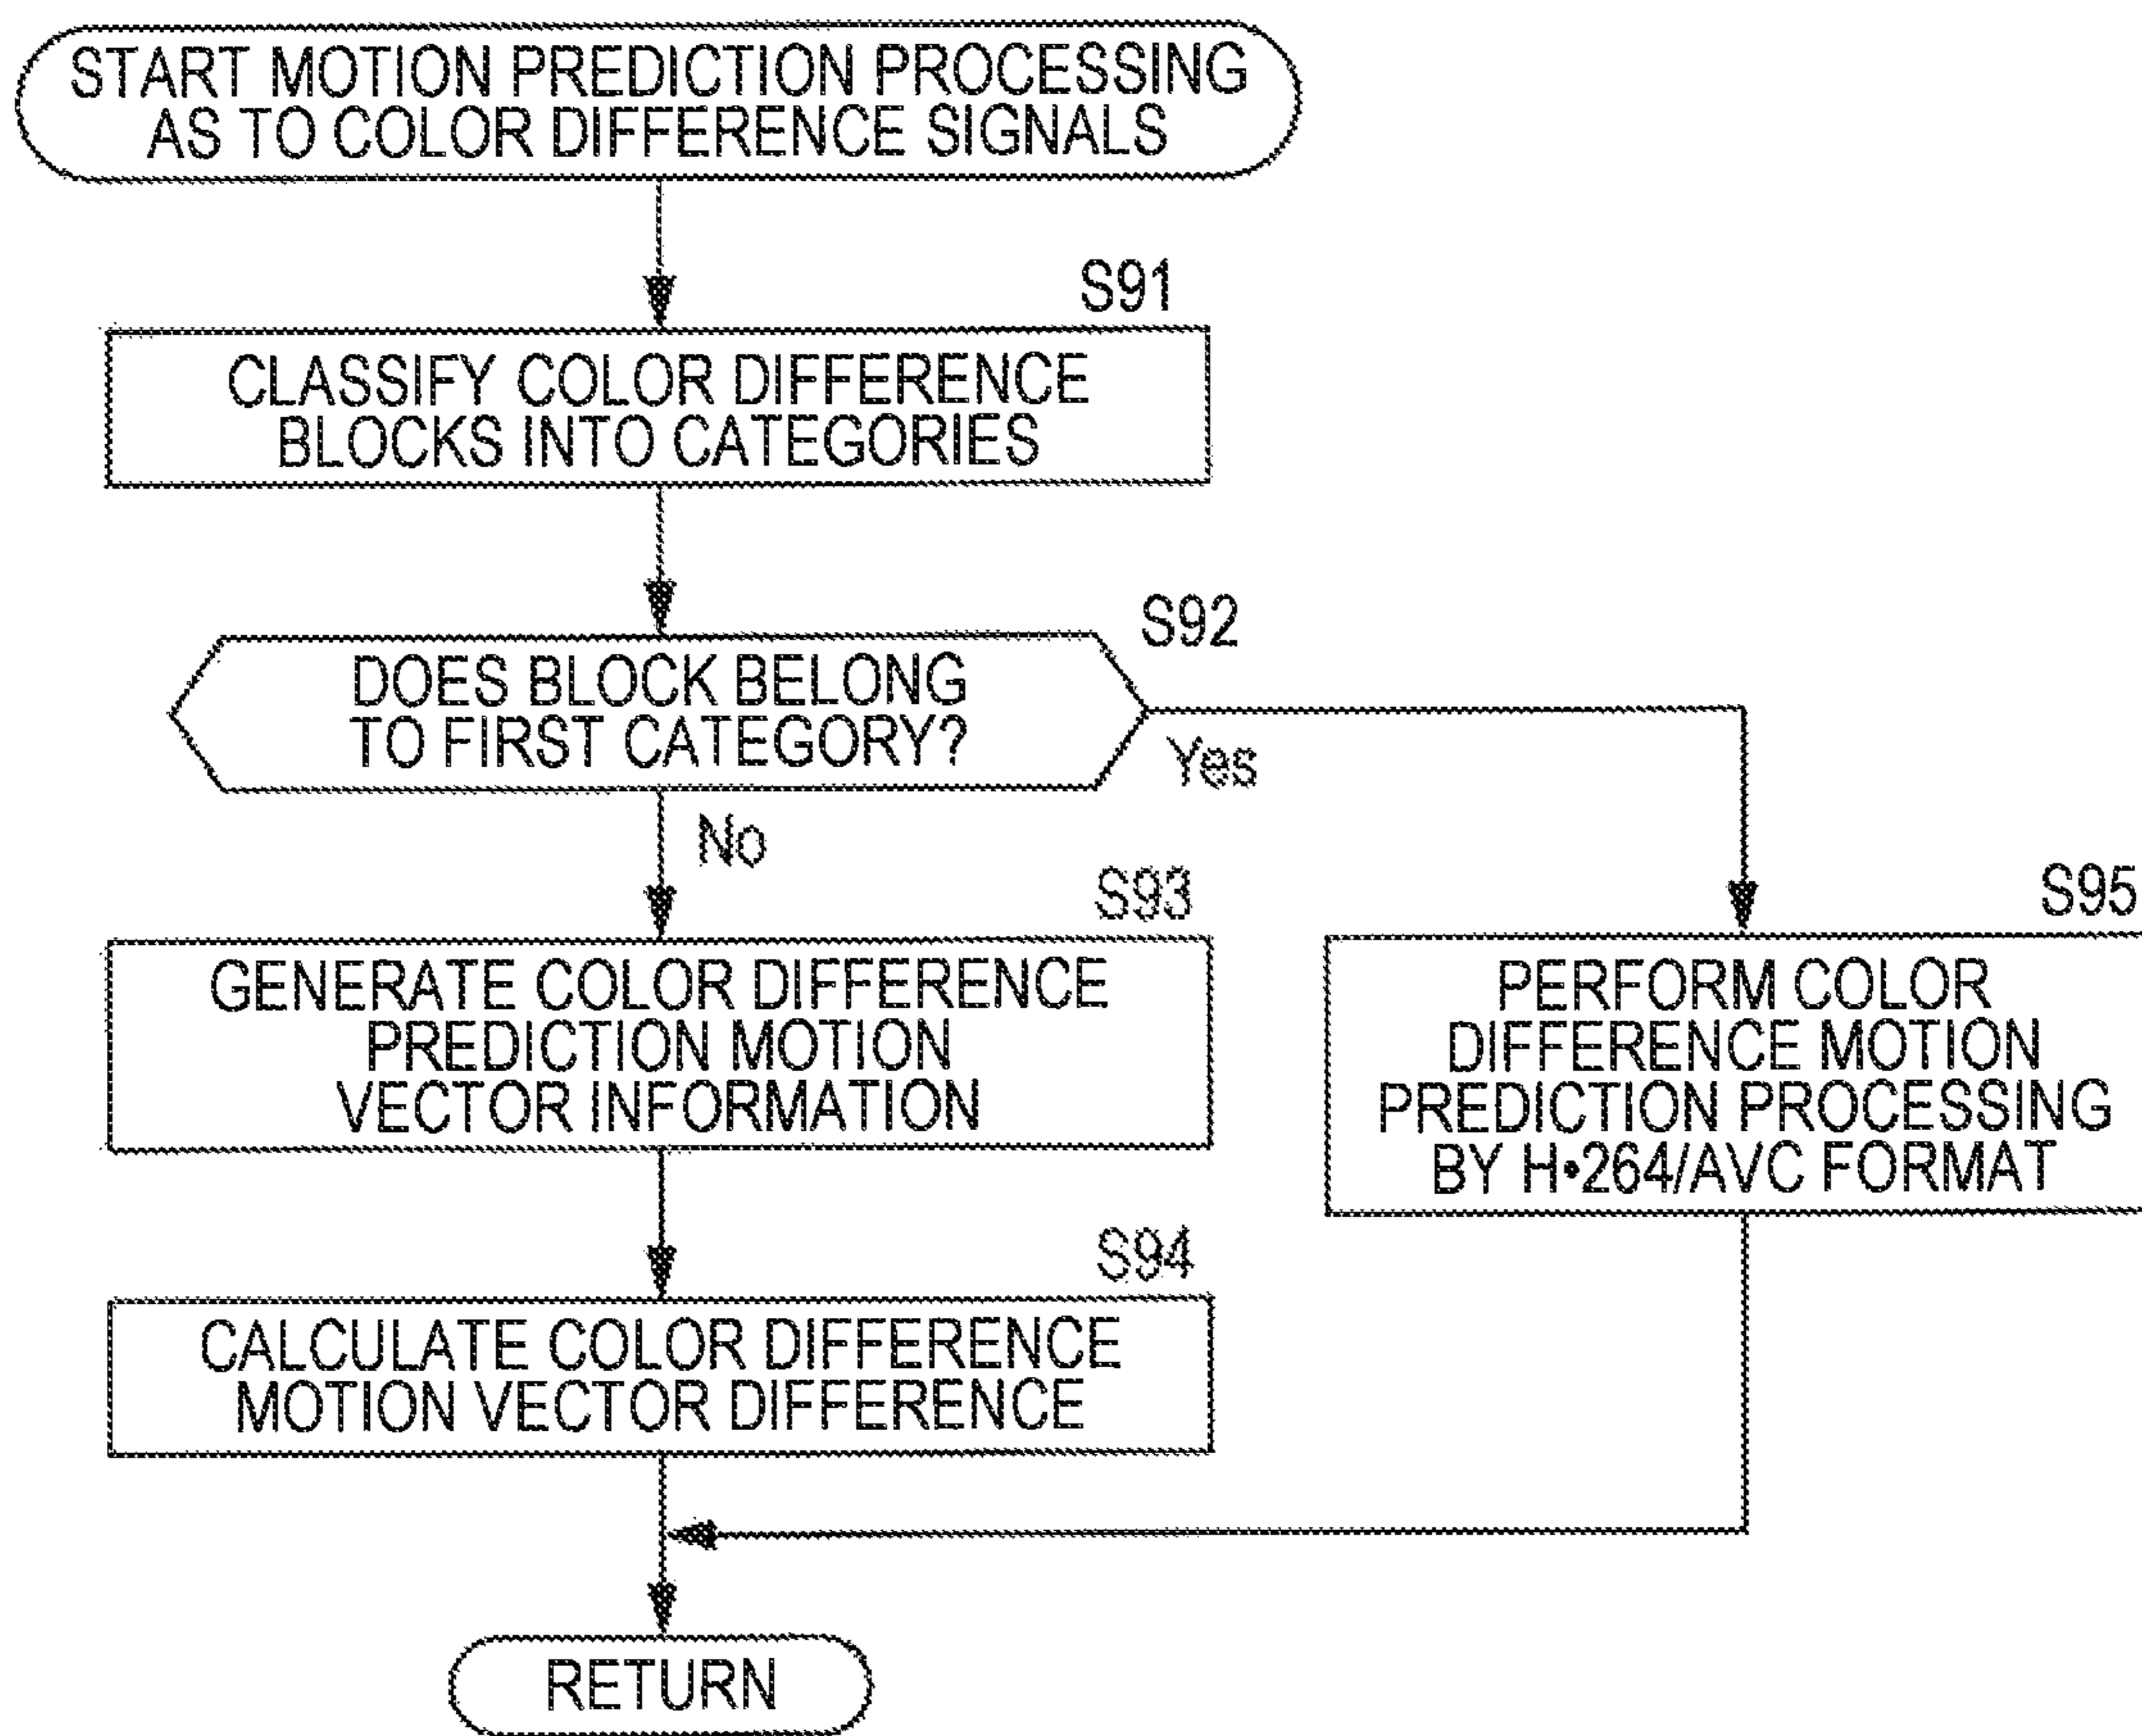 START MOTION PREDICTION PROCESSING
AS TO COLOR DIFFERENCE SIGNALS
S91
CLASSIFY COLOR DIFFERENCE
BLOCKS INTO CATEGORIES
S92
DOES BLOCK BELONG
TO FIRST CATEGORY?
Yes
No
S93
GENERATE COLOR DIFFERENCE
PREDICTION MOTION
VECTOR INFORMATION
S95
PERFORM COLOR
DIFFERENCE MOTION
PREDICTION PROCESSING
BY H•264/AVC FORMAT
S94
CALCULATE COLOR DIFFERENCE
MOTION VECTOR DIFFERENCE
RETURN